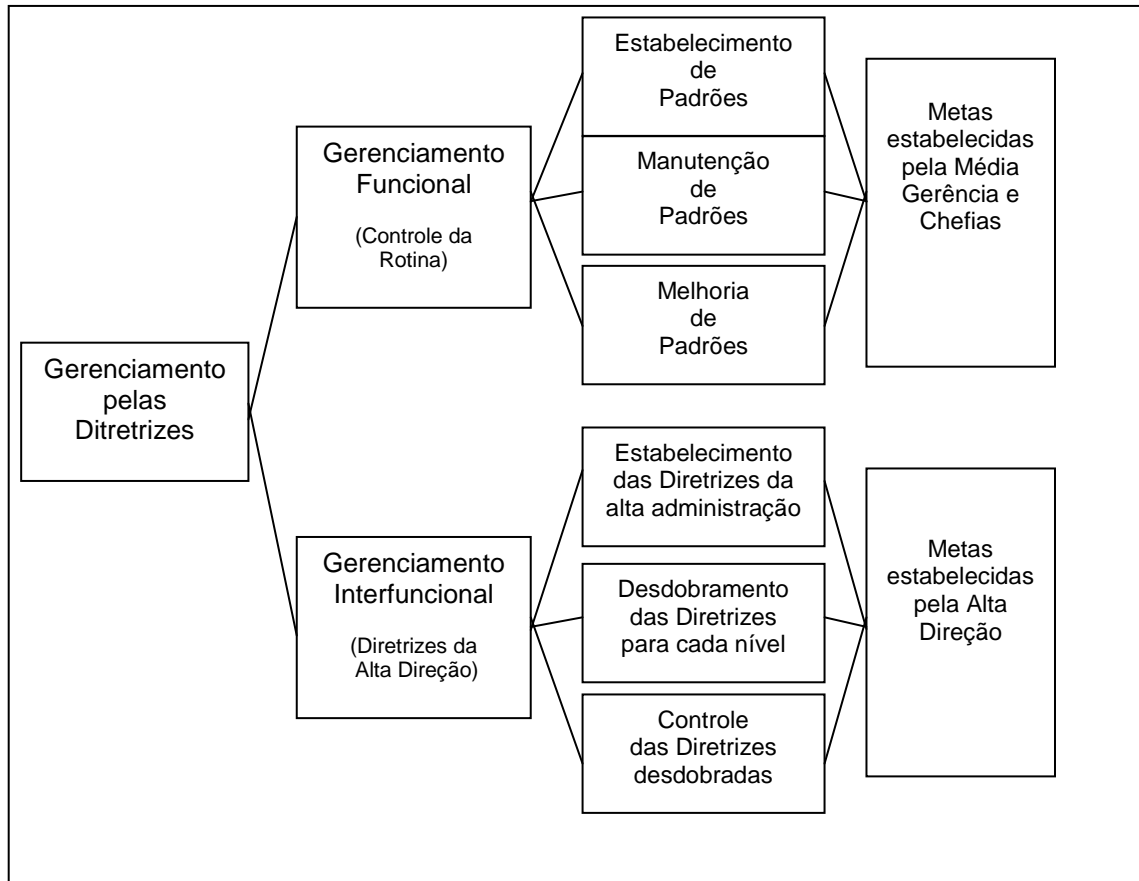 Gerenciamento
pelas
Ditretrizes
Gerenciamento
Funcional
(Controle da
Rotina)
Estabelecimento
de
Padrões
Manutenção
de
Padrões
Melhoria
de
Padrões
Metas
estabelecidas
pela Média
Gerência e
Chefias
Gerenciamento
Interfuncional
(Diretrizes da
Alta Direção)
Estabelecimento
das Diretrizes da
alta administração
Desdobramento
das Diretrizes
para cada nível
Controle
das Diretrizes
desdobradas
Metas
estabelecidas
pela Alta
Direção